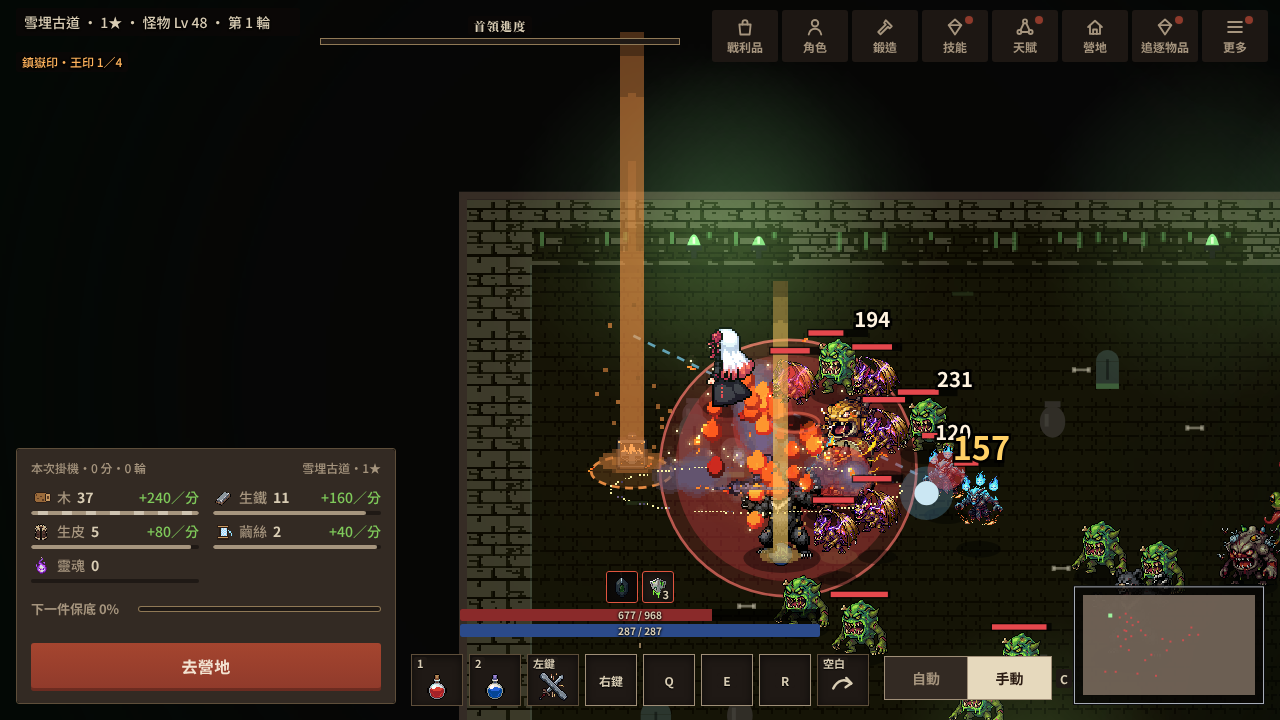 雪埋古道 · 1★ · 怪物 Lv 48 · 第 1 輪
鎮嶽印·王印 1／4
首領進度
戰利品
角色
鍛造
技能
天賦
營地
追逐物品
更多
194
231
120
157
本次掛機·0 分·0 輪
雪埋古道·1★
木 37 +240／分
生鐵 11 +160／分
生皮 5 +80／分
繭絲 2 +40／分
靈魂 0
下一件保底 0%
去營地
3
677 / 968
287 / 287
1
2
左鍵
右鍵
Q
E
R
空白
自動
手動
C